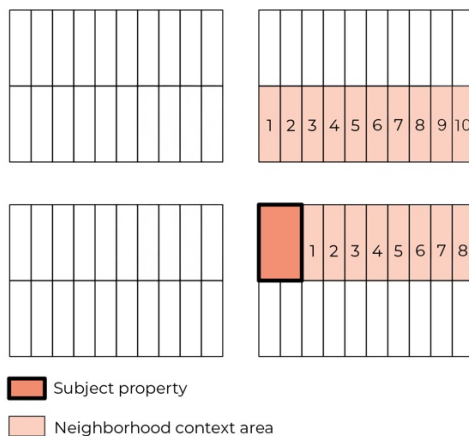 1 2 3 4 5 6 7 8 9 10
1 2 3 4 5 6 7 8
Subject property
Neighborhood context area